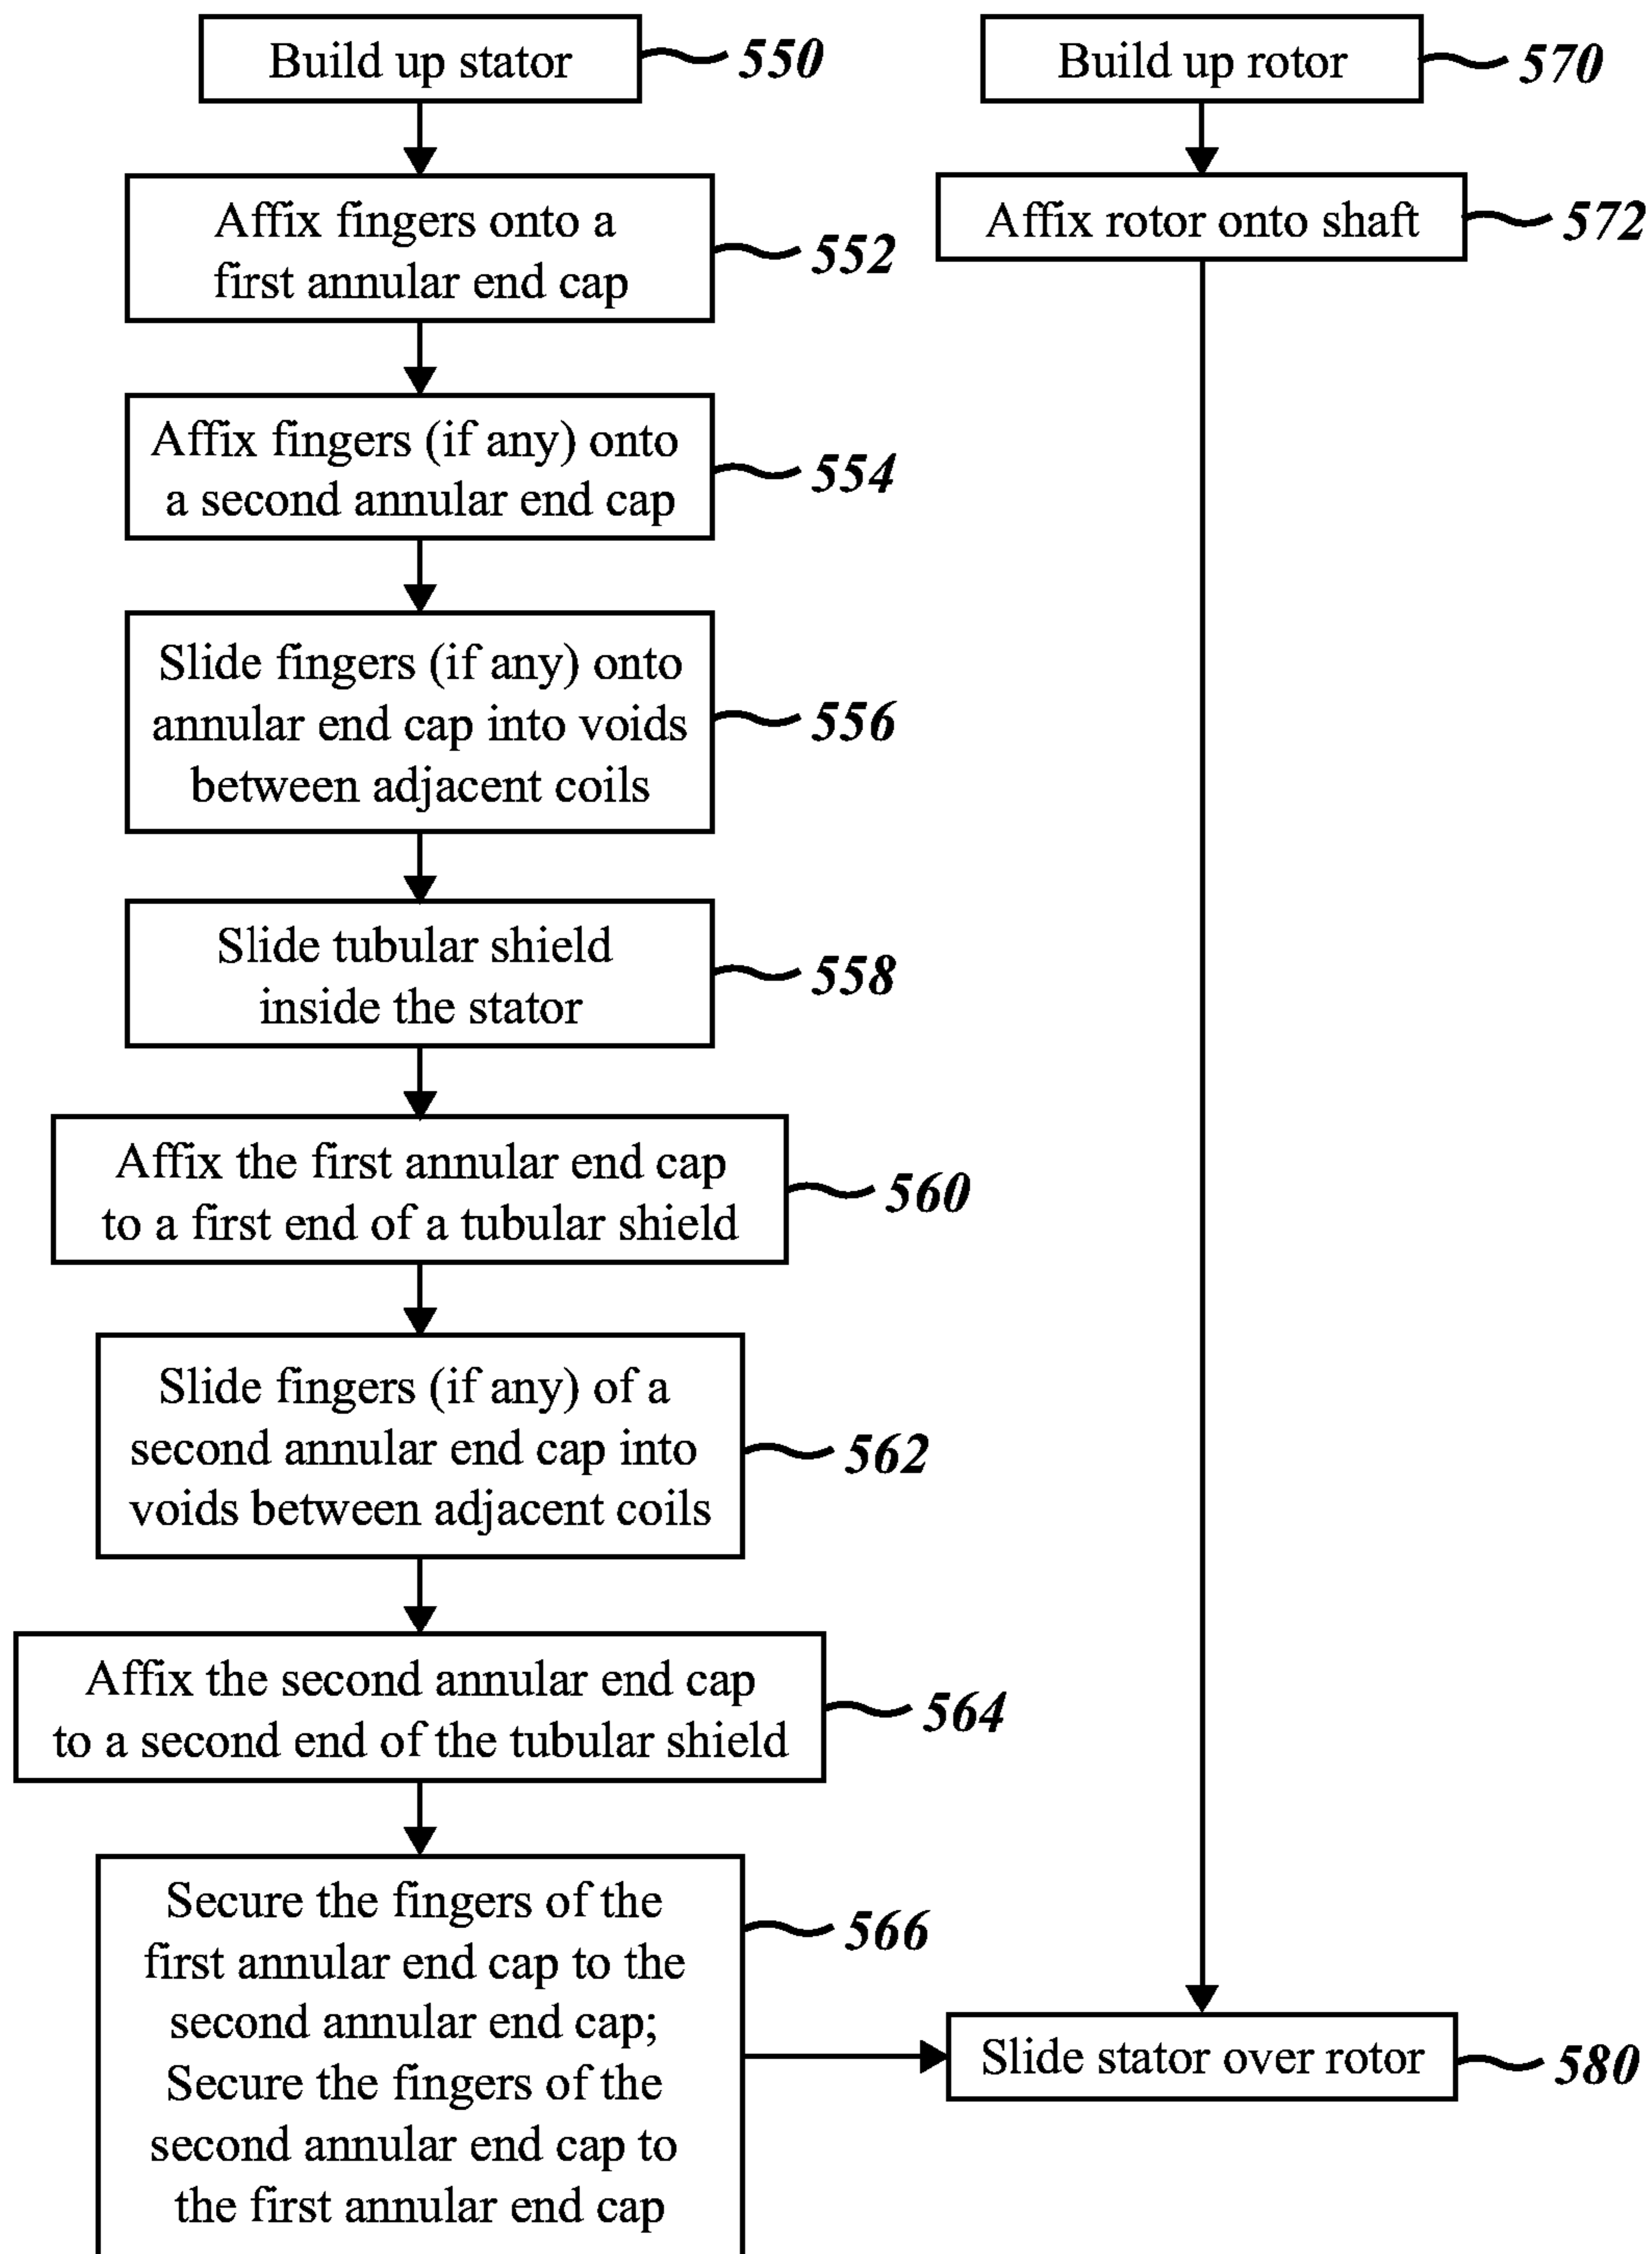 Build up stator
550
Affix fingers onto a
first annular end cap
552
Affix fingers (if any) onto
a second annular end cap
554
Slide fingers (if any) onto
annular end cap into voids
between adjacent coils
556
Slide tubular shield
inside the stator
558
Affix the first annular end cap
to a first end of a tubular shield
560
Slide fingers (if any) of a
second annular end cap into
voids between adjacent coils
562
Affix the second annular end cap
to a second end of the tubular shield
564
Secure the fingers of the
first annular end cap to the
second annular end cap;
Secure the fingers of the
second annular end cap to
the first annular end cap
566
Build up rotor
570
Affix rotor onto shaft
572
Slide stator over rotor
580